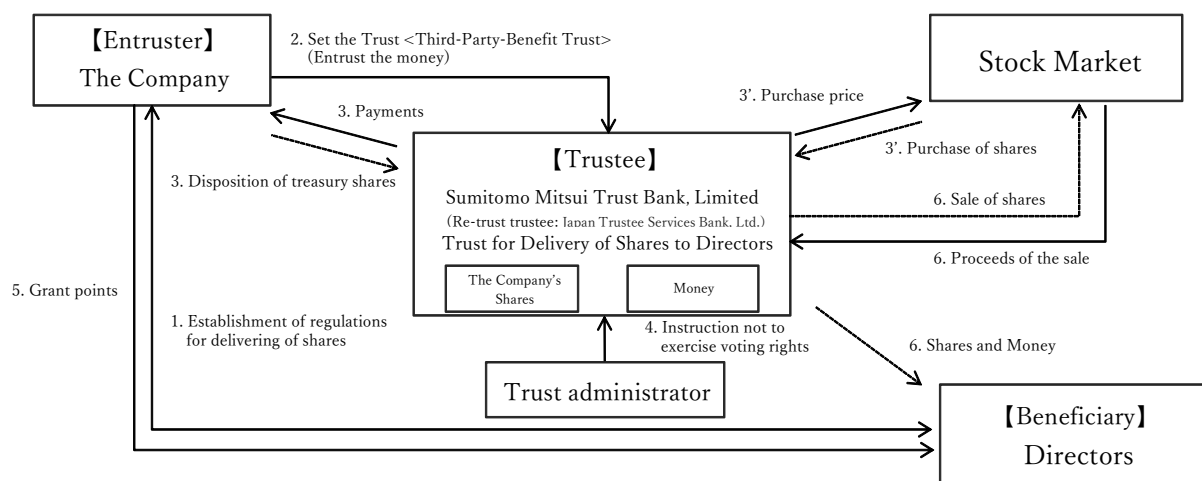 【Entruster】
The Company
2. Set the Trust <Third-Party-Benefit Trust>
(Entrust the money)
Stock Market
3. Payments
3. Disposition of treasury shares
3'. Purchase price
3'. Purchase of shares
【Trustee】
Sumitomo Mitsui Trust Bank, Limited
(Re-trust trustee: Japan Trustee Services Bank. Ltd.)
Trust for Delivery of Shares to Directors
The Company's
Shares
Money
6. Sale of shares
6. Proceeds of the sale
5. Grant points
1. Establishment of regulations
for delivering of shares
4. Instruction not to
exercise voting rights
6. Shares and Money
Trust administrator
【Beneficiary】
Directors